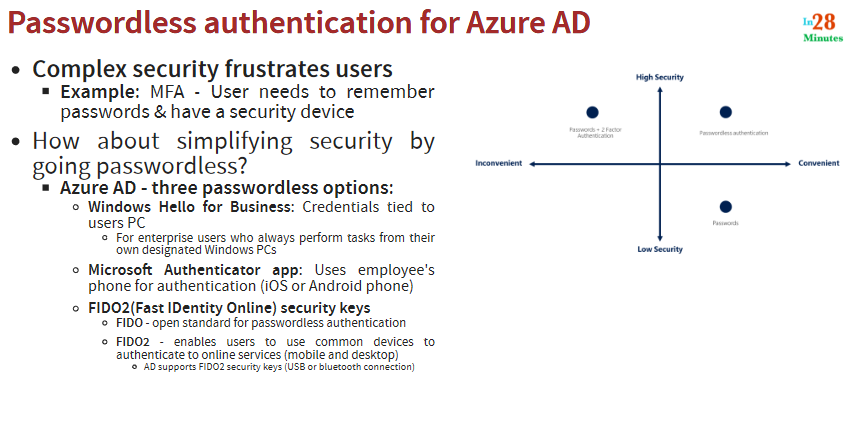 Passwordless authentication for Azure AD
In28
Minutes
• Complex security frustrates users
▪ Example: MFA - User needs to remember
passwords & have a security device
• How about simplifying security by
going passwordless?
▪ Azure AD - three passwordless options:
◦ Windows Hello for Business: Credentials tied to
users PC
◦ For enterprise users who always perform tasks from their
own designated Windows PCs
◦ Microsoft Authenticator app: Uses employee's
phone for authentication (iOS or Android phone)
◦ FIDO2(Fast IDentity Online) security keys
◦ FIDO - open standard for passwordless authentication
◦ FIDO2 - enables users to use common devices to
authenticate to online services (mobile and desktop)
◦ AD supports FIDO2 security keys (USB or bluetooth connection)
High Security
Passwords + 2 Factor
Authentication
Passwordless authentication
Inconvenient
Convenient
Passwords
Low Security